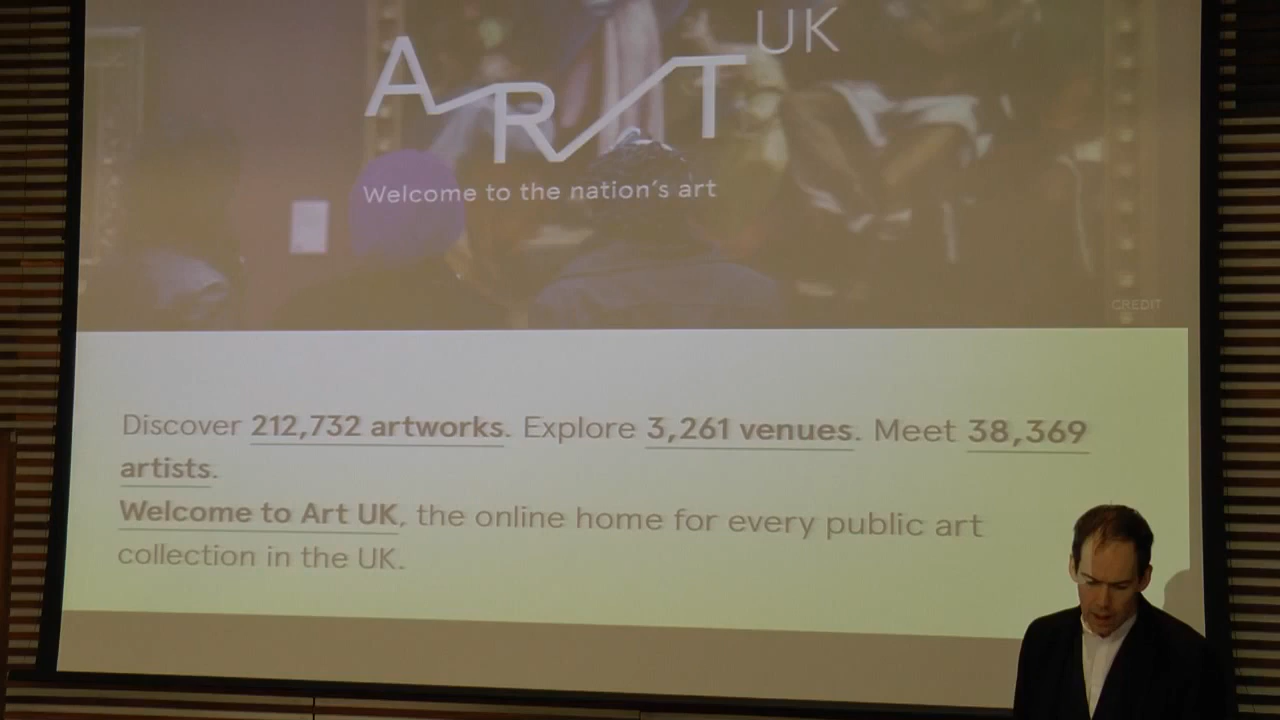 ART UK
Welcome to the nation's art
CREDIT
Discover 212,732 artworks. Explore 3,261 venues. Meet 38,369
artists.
Welcome to Art UK, the online home for every public art
collection in the UK.